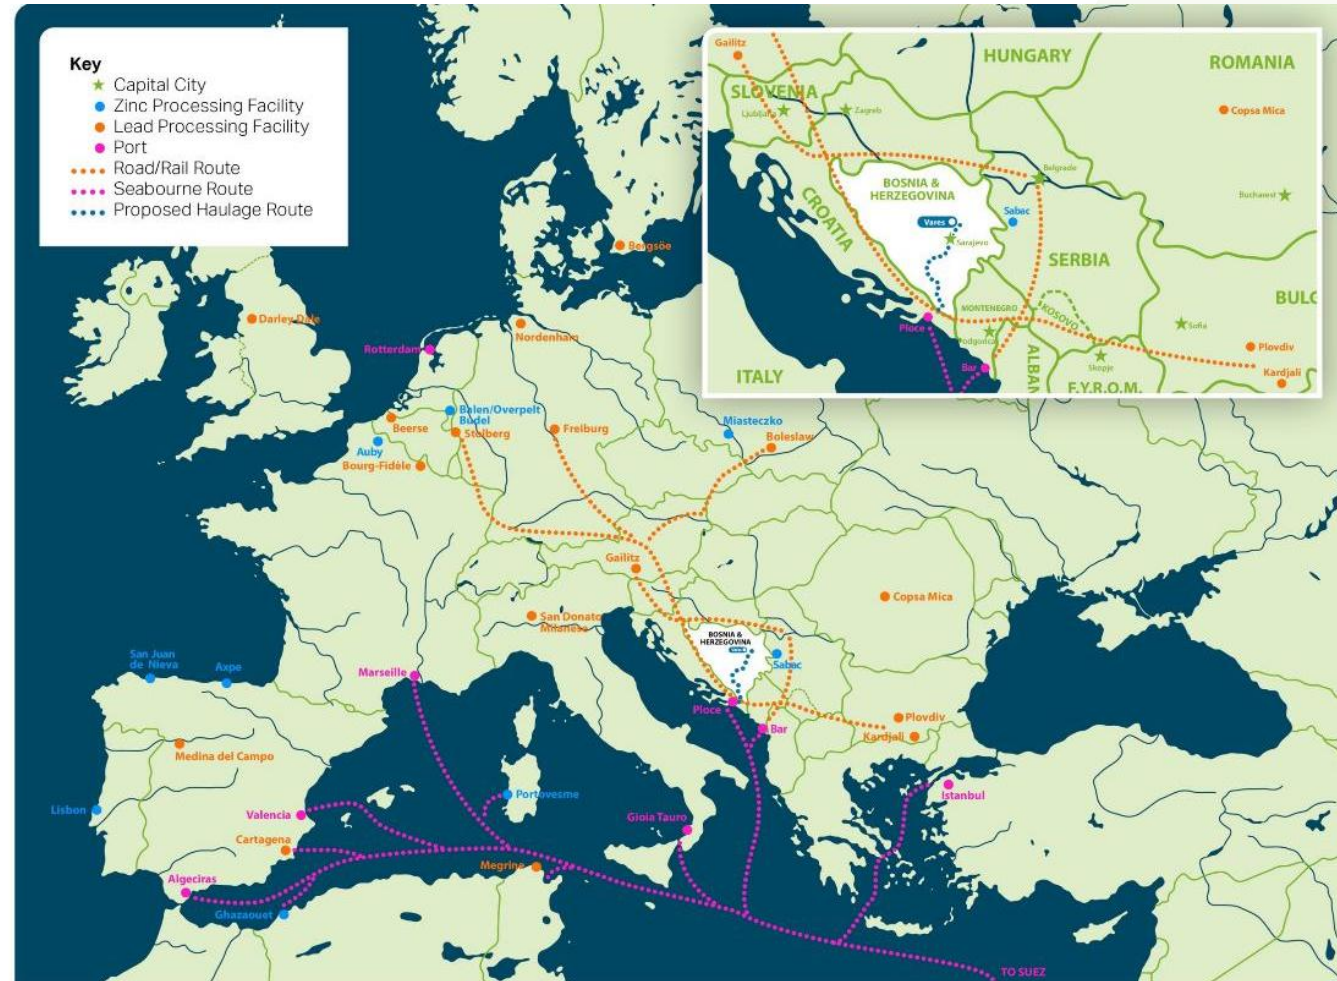 Key
Capital City
Zinc Processing Facility
Lead Processing Facility
Port
Road/Rail Route
Seabourne Route
Proposed Haulage Route
Gailitz
HUNGARY
ROMANIA
SLOVENIA
Ljubljana
Zagreb
Copsa Mica
Belgrade
BOSNIA &
HERZEGOVINA
Bucharest
CROATIA
Vares
Sabac
Sarajevo
SERBIA
MONTENEGRO
KOSOVO
BULG
Ploce
Podgorica
Sofia
Skopje
Plovdiv
ITALY
Bar
ALBAN
F.Y.R.O.M.
Kardjali
Bergsöe
Darley Dale
Nordenham
Rotterdam
Balen/Overpelt
Budel
Beerse
Stolberg
Freiburg
Miasteczko
Boleslaw
Auby
Bourg-Fidèle
Gailitz
Copsa Mica
San Donato
Milanese
BOSNIA &
HERZEGOVINA
San Juan
de Nieva
Axpe
Marseille
Sabac
Ploce
Plovdiv
Bar
Kardjali
Medina del Campo
Lisbon
Valencia
Portovesme
Istanbul
Gioia Tauro
Cartagena
Megrine
Algeciras
Ghazaouet
TO SUEZ